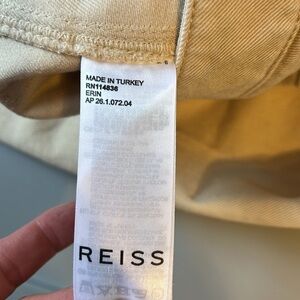 MADE IN TURKEY
RN114836
ERIN
AP 26.1.072.04
REISS